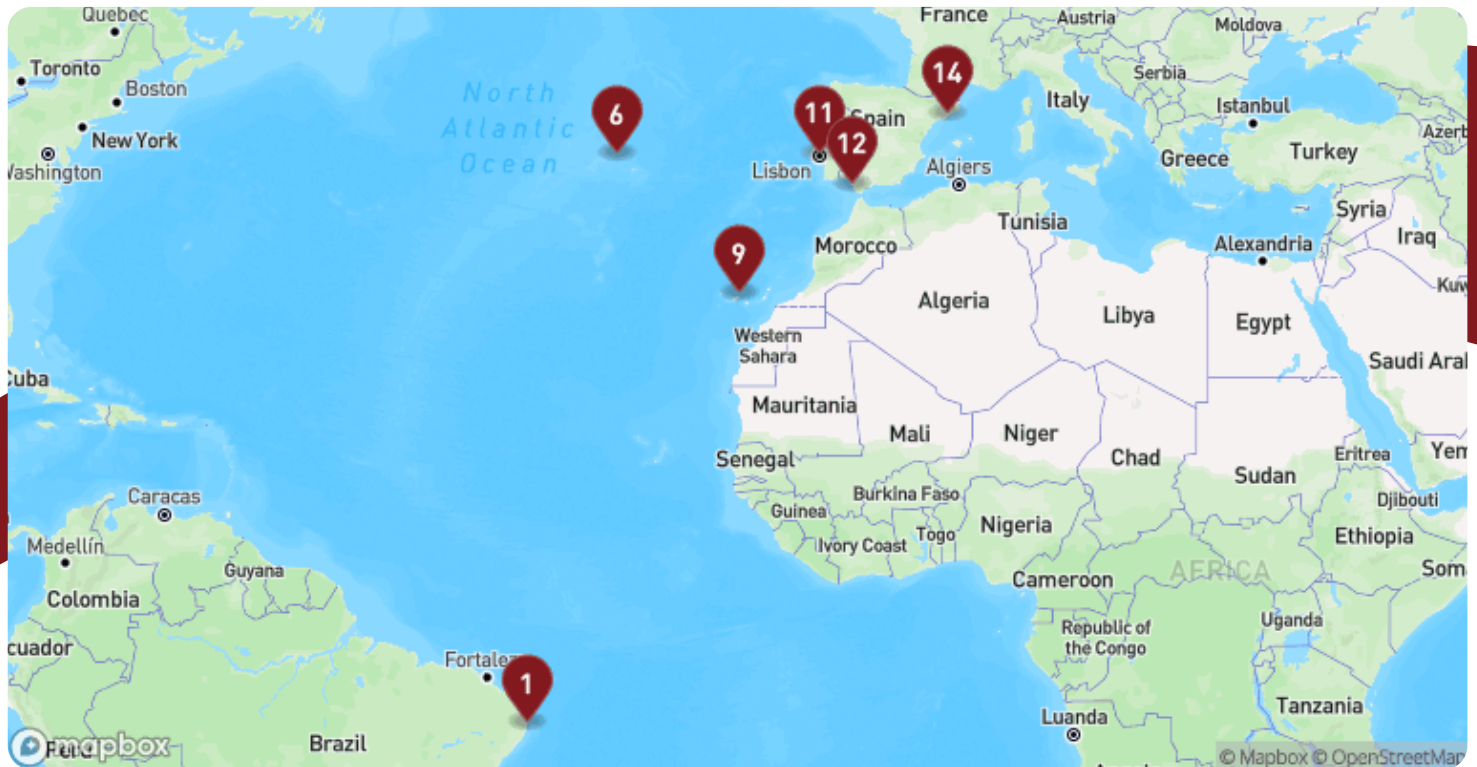 Quebec
France
Austria
Moldova
Toronto
Boston
14
Serbia
North
Atlantic
Ocean
6
11
Spain
Italy
Istanbul
New York
12
Azerb
Washington
Lisbon
Algiers
Greece
Turkey
Tunisia
Syria
9
Morocco
Alexandria
Iraq
Kuw
Algeria
Libya
Egypt
Western
Sahara
Cuba
Saudi Aral
Mauritania
Mali
Niger
Chad
Senegal
Eritrea
Yem
Sudan
Caracas
Burkina Faso
Djibouti
Guinea
Nigeria
Togo
Ethiopia
Medellín
Ivory Coast
Guyana
AFRICA
Som
Cameroon
Colombia
Uganda
Republic of
the Congo
cuador
Fortale
1
Tanzania
Luanda
Brazil
Peru
mapbox
© Mapbox © OpenStreetMap